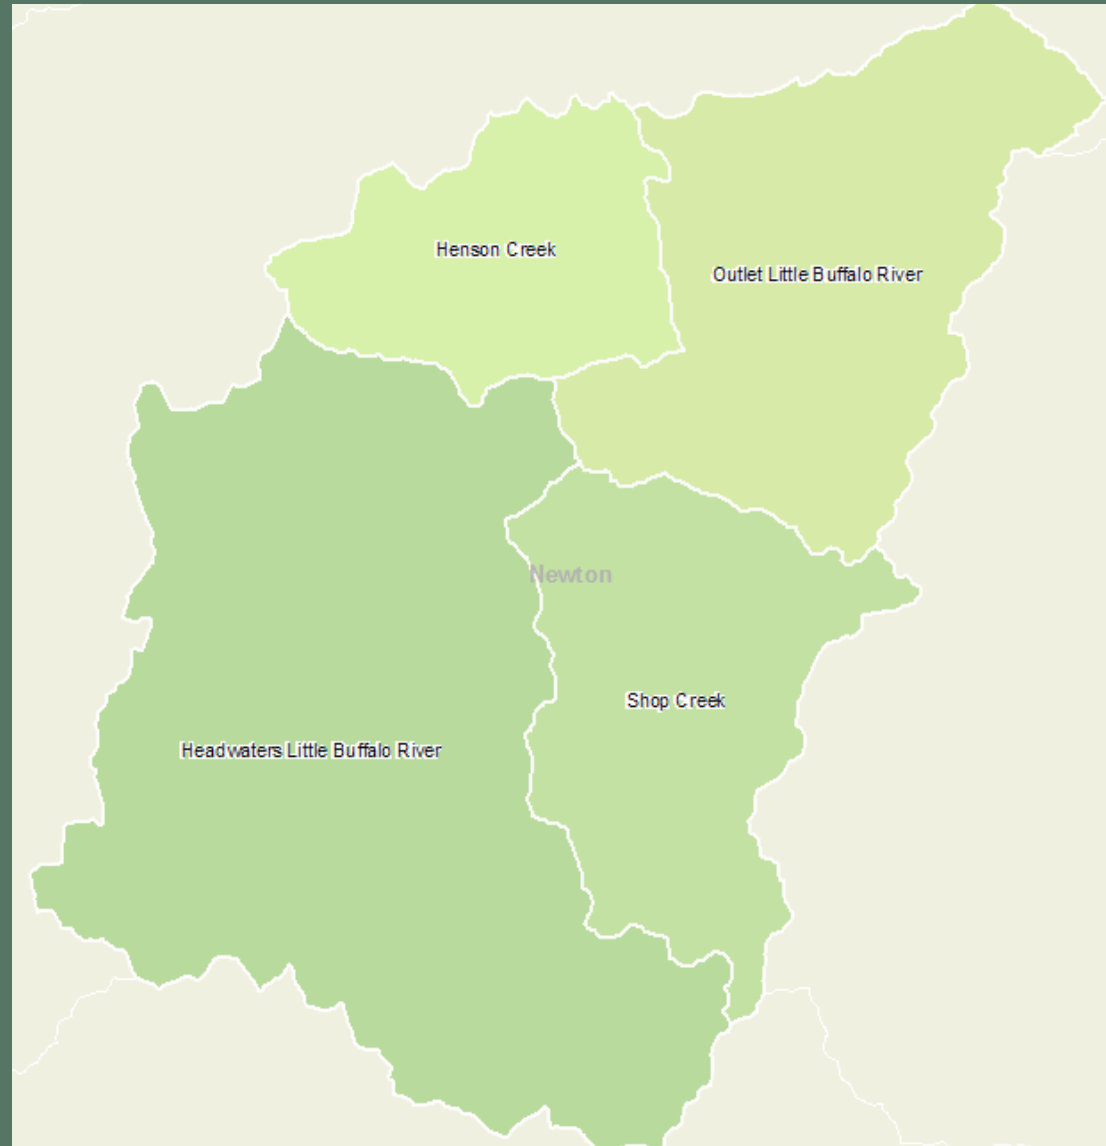 Henson Creek
Outlet Little Buffalo River
Newton
Shop Creek
Headwaters Little Buffalo River